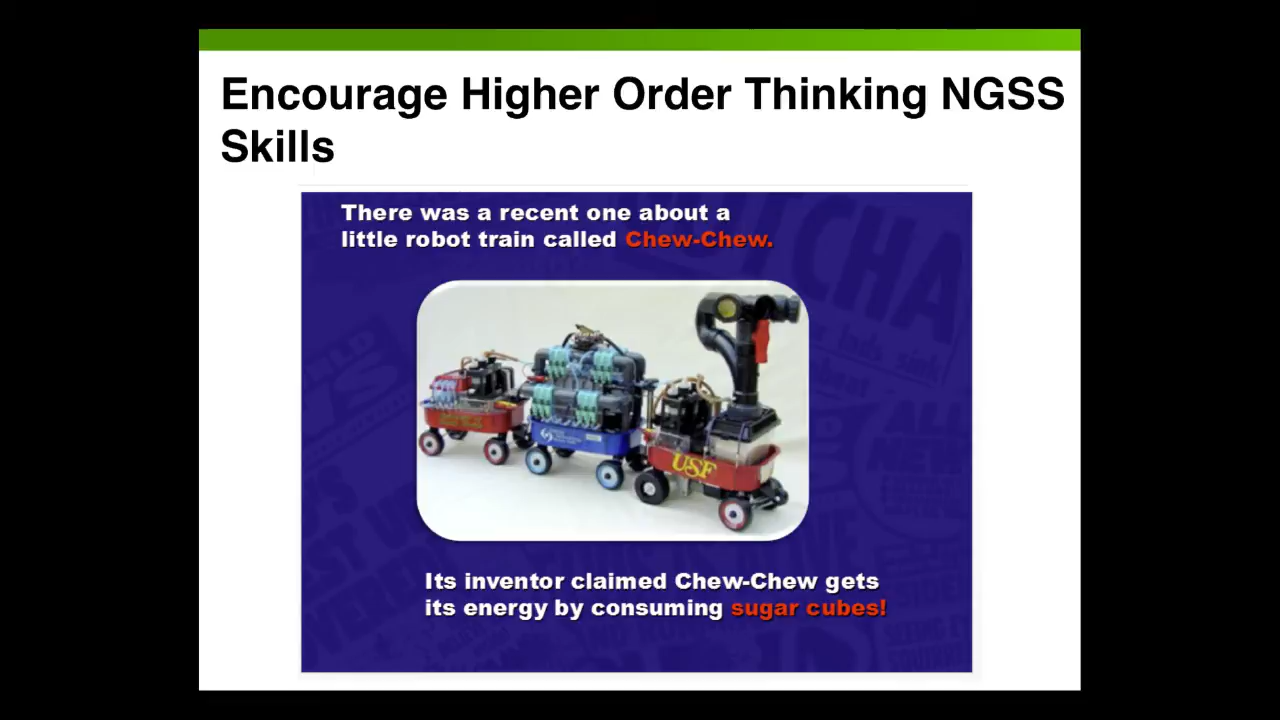 Encourage Higher Order Thinking NGSS
Skills
There was a recent one about a
little robot train called Chew-Chew.
USF
Its inventor claimed Chew-Chew gets
its energy by consuming sugar cubes!